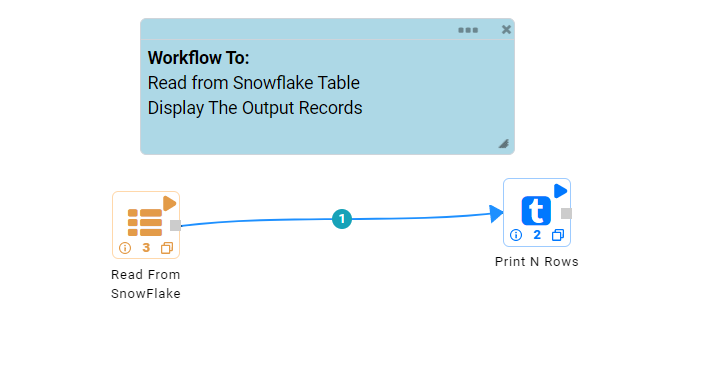 Workflow To:
Read from Snowflake Table
Display The Output Records
1
t
3
2
Read From
SnowFlake
Print N Rows